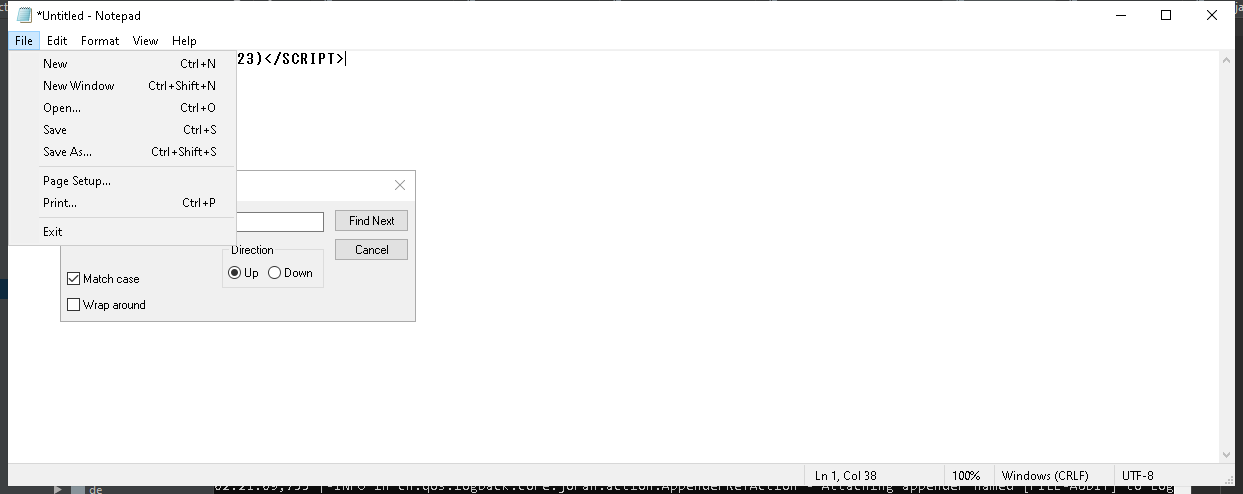 *Untitled - Notepad
File Edit Format View Help
23)</SCRIPT>
New Ctrl+N
New Window Ctrl+Shift+N
Open... Ctrl+O
Save Ctrl+S
Save As... Ctrl+Shift+S
Page Setup...
Print... Ctrl+P
Exit
Find Next
Cancel
Direction
Up Down
Match case
Wrap around
Ln 1, Col 38 100% Windows (CRLF) UTF-8
de